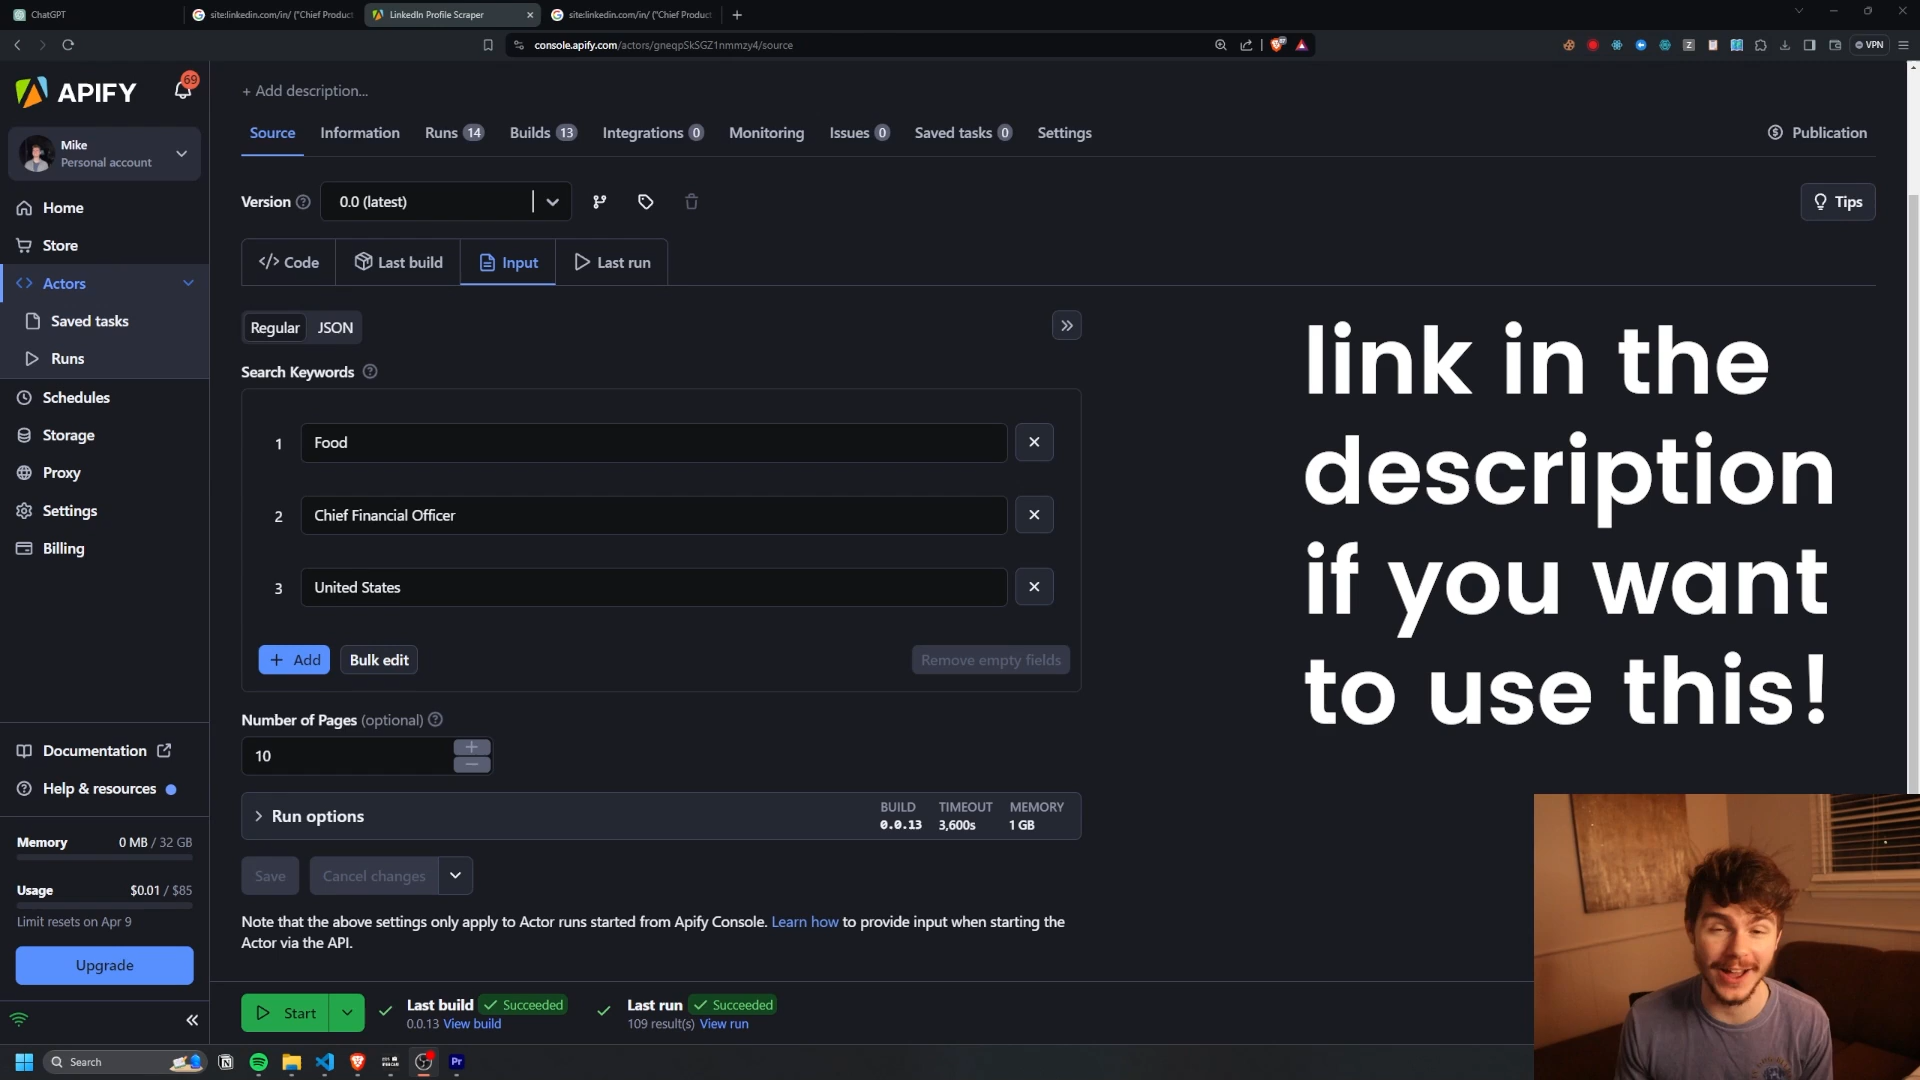 ChatGPT
site:linkedin.com/in/ ("Chief Product
LinkedIn Profile Scraper
site:linkedin.com/in/ ("Chief Product
console.apify.com/actors/gneqpSkSGZ1nmmzy4/source
VPN
APIFY
69
Mike
Personal account
Home
Store
Actors
Saved tasks
Runs
Schedules
Storage
Proxy
Settings
Billing
Documentation
Help & resources
Memory 0 MB / 32 GB
Usage $0.01 / $85
Limit resets on Apr 9
Upgrade
+ Add description...
Source Information Runs 14 Builds 13 Integrations 0 Monitoring Issues 0 Saved tasks 0 Settings
Publication
Version 0.0 (latest)
Tips
Code Last build Input Last run
Regular JSON
Search Keywords
1 Food
2 Chief Financial Officer
3 United States
+ Add Bulk edit Remove empty fields
Number of Pages (optional)
10
Run options
BUILD TIMEOUT MEMORY
0.0.13 3,600s 1 GB
Save Cancel changes
Note that the above settings only apply to Actor runs started from Apify Console. Learn how to provide input when starting the
Actor via the API.
Start
Last build Succeeded
0.0.13 View build
Last run Succeeded
109 result(s) View run
link in the
description
if you want
to use this!
Search
Pr